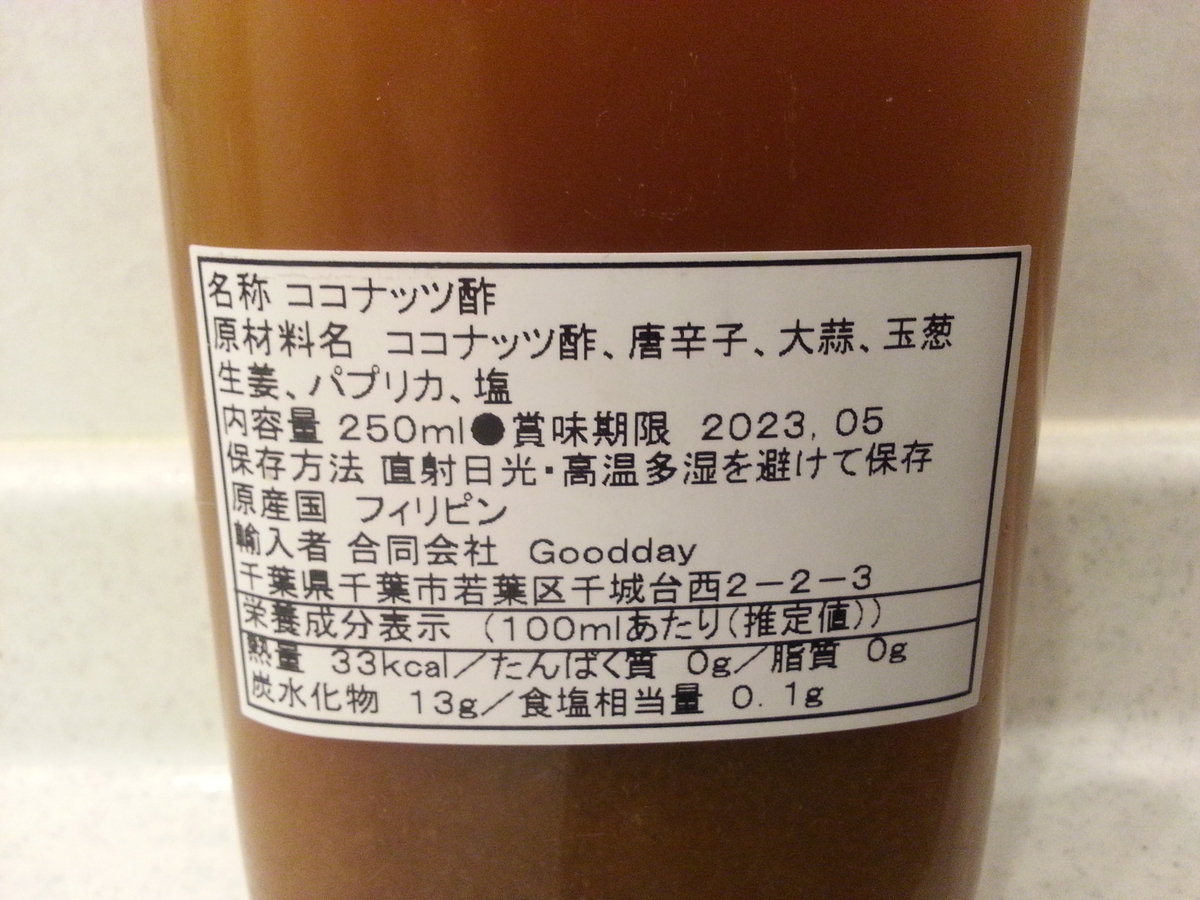 名称 ココナッツ酢
原材料名 ココナッツ酢、唐辛子、大蒜、玉葱
生姜、パプリカ、塩
内容量 250ml●賞味期限 2023,05
保存方法 直射日光・高温多湿を避けて保存
原産国 フィリピン
輸入者 合同会社 Goodday
千葉県千葉市若葉区千城台西2－2－3
栄養成分表示 (100mlあたり(推定値))
熱量 33kcal／たんぱく質 0g／脂質 0g
炭水化物 13g／食塩相当量 0.1g